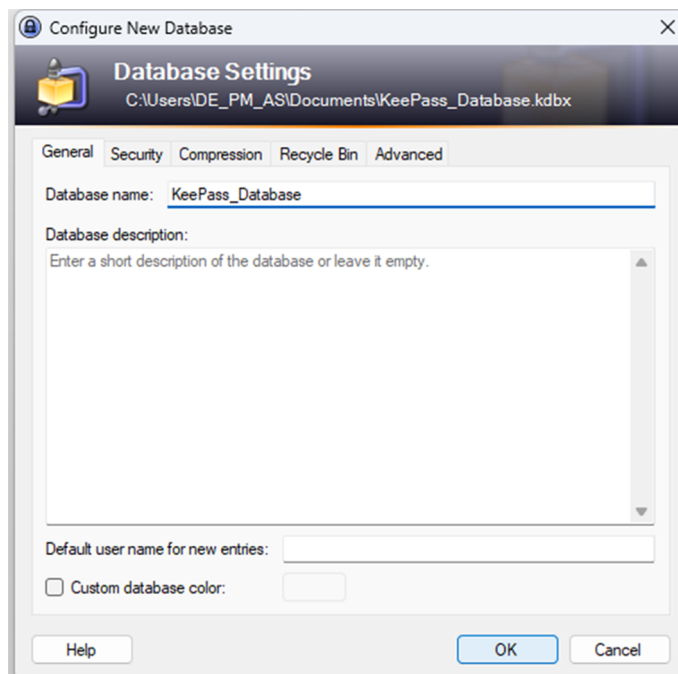 Configure New Database
Database Settings
C:\Users\DE_PM_AS\Documents\KeePass_Database.kdbx
General Security Compression Recycle Bin Advanced
Database name: KeePass_Database
Database description:
Enter a short description of the database or leave it empty.
Default user name for new entries:
Custom database color:
Help OK Cancel